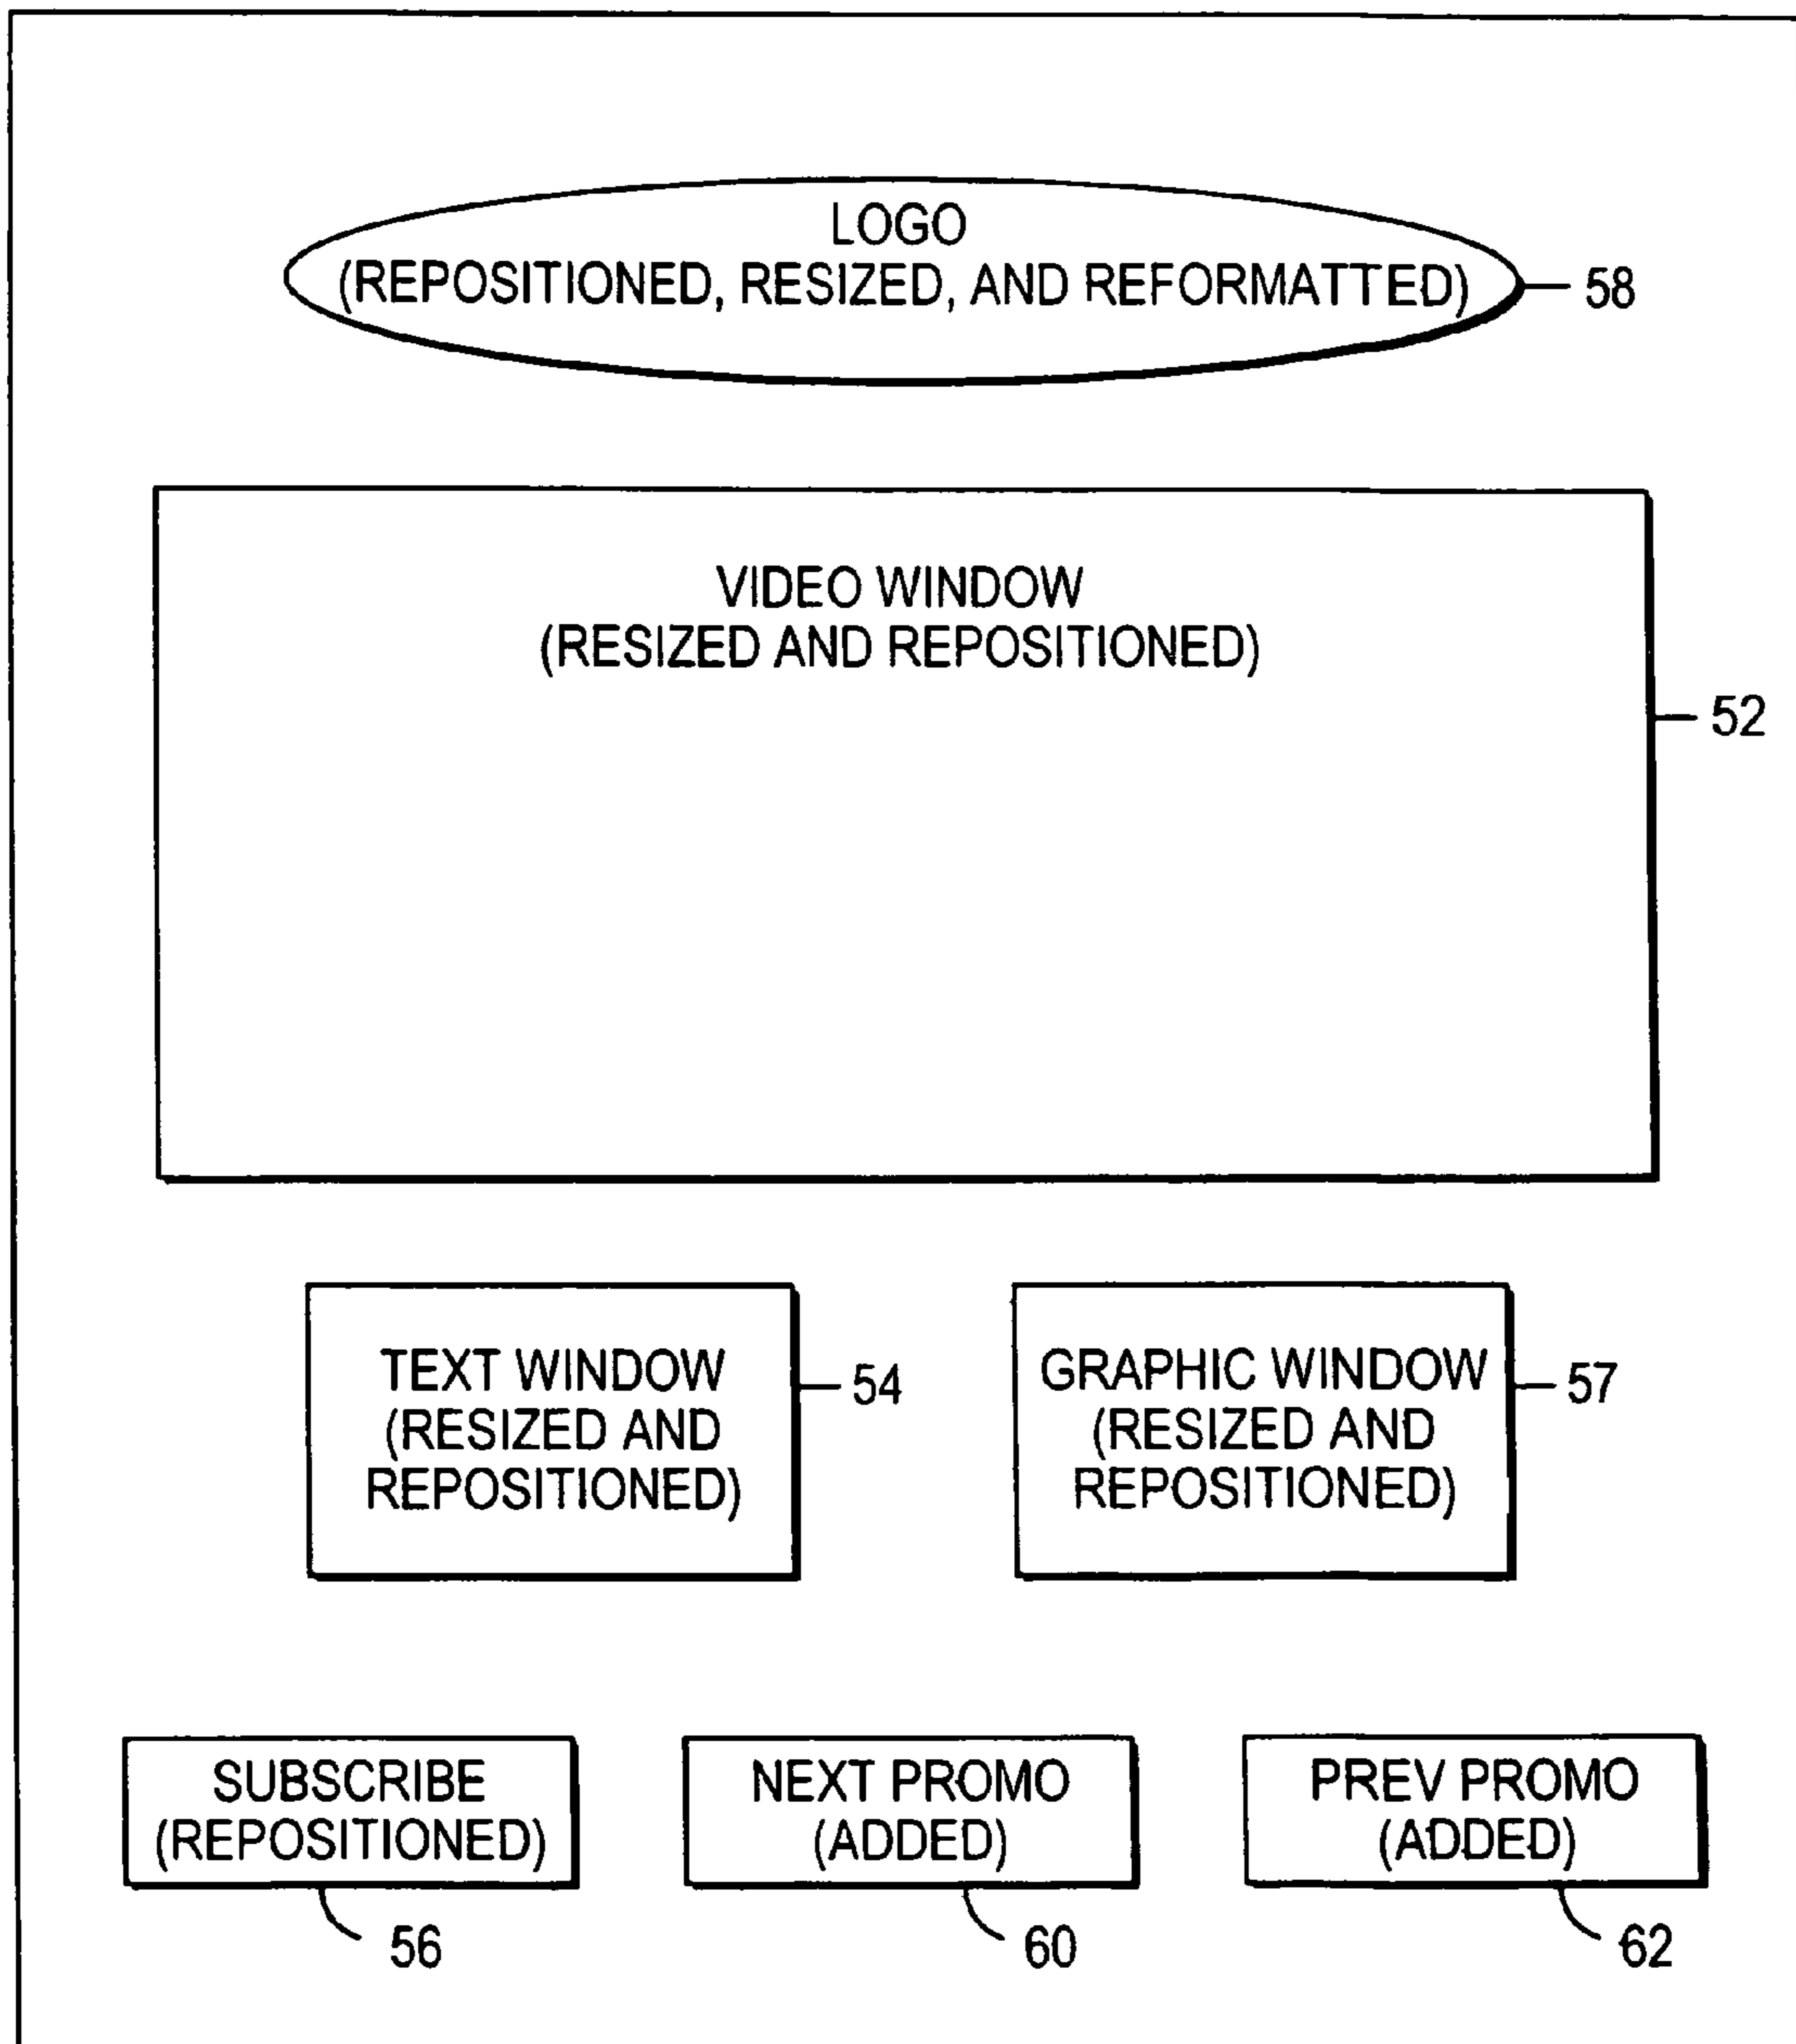 LOGO
(REPOSITIONED, RESIZED, AND REFORMATTED)
58
VIDEO WINDOW
(RESIZED AND REPOSITIONED)
52
TEXT WINDOW
(RESIZED AND
REPOSITIONED)
54
GRAPHIC WINDOW
(RESIZED AND
REPOSITIONED)
57
SUBSCRIBE
(REPOSITIONED)
56
NEXT PROMO
(ADDED)
60
PREV PROMO
(ADDED)
62